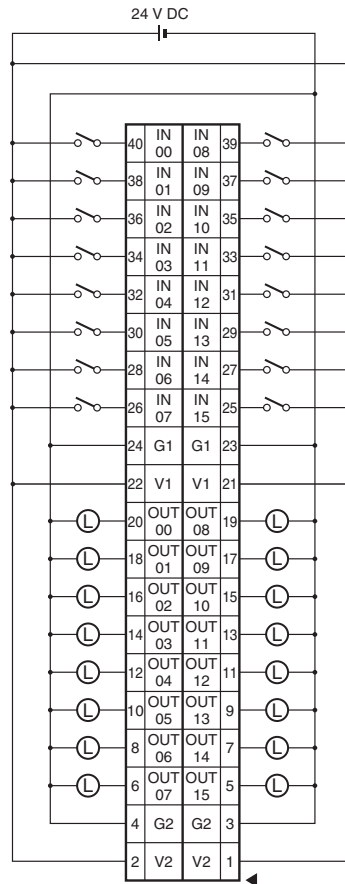 24 V DC
40 IN 00 IN 08 39
38 IN 01 IN 09 37
36 IN 02 IN 10 35
34 IN 03 IN 11 33
32 IN 04 IN 12 31
30 IN 05 IN 13 29
28 IN 06 IN 14 27
26 IN 07 IN 15 25
24 G1 G1 23
22 V1 V1 21
L 20 OUT 00 OUT 08 19 L
L 18 OUT 01 OUT 09 17 L
L 16 OUT 02 OUT 10 15 L
L 14 OUT 03 OUT 11 13 L
L 12 OUT 04 OUT 12 11 L
L 10 OUT 05 OUT 13 9 L
L 8 OUT 06 OUT 14 7 L
L 6 OUT 07 OUT 15 5 L
4 G2 G2 3
2 V2 V2 1